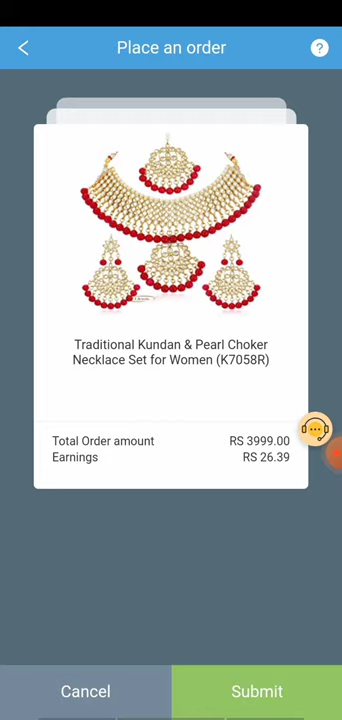 Place an order
?
Traditional Kundan & Pearl Choker
Necklace Set for Women (K7058R)
Total Order amount RS 3999.00
Earnings RS 26.39
Cancel Submit